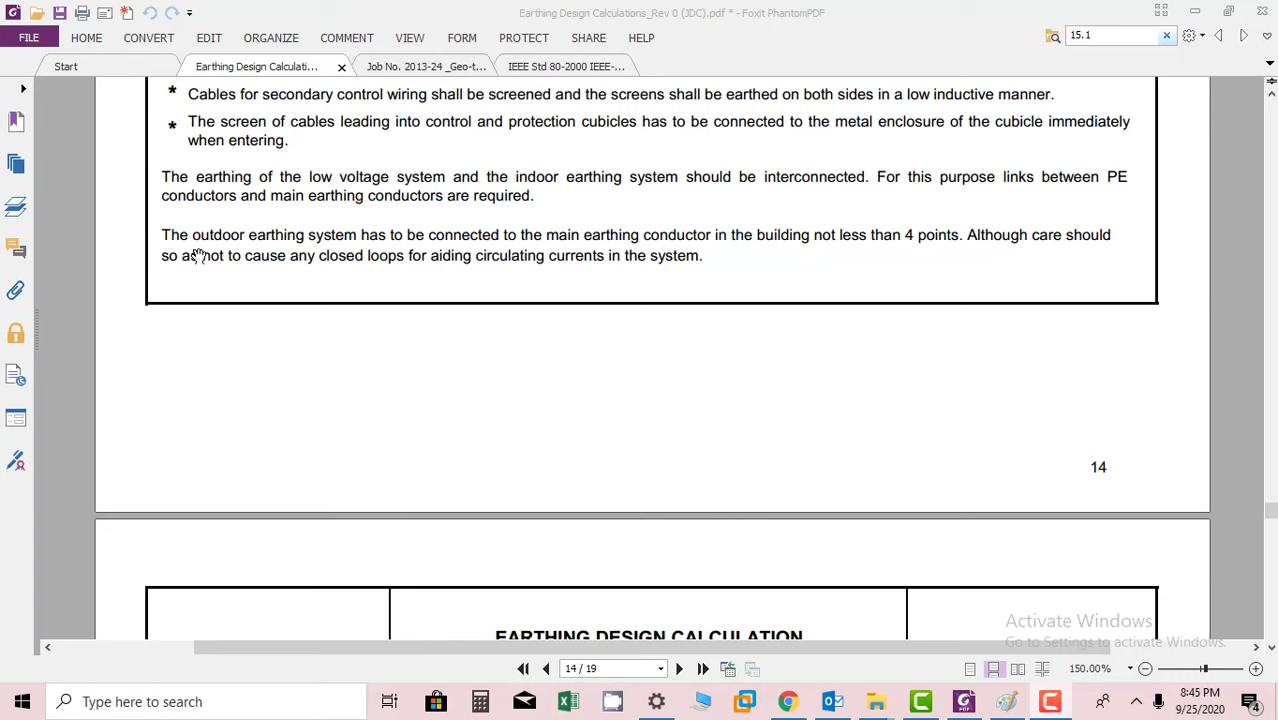 Earthing Design Calculations_Rev 0 (JDC).pdf * - Foxit PhantomPDF
FILE HOME CONVERT EDIT ORGANIZE COMMENT VIEW FORM PROTECT SHARE HELP 15.1
Start Earthing Design Calculati... Job No. 2013-24 _Geo-t... IEEE Std 80-2000 IEEE-...
* Cables for secondary control wiring shall be screened and the screens shall be earthed on both sides in a low inductive manner.
* The screen of cables leading into control and protection cubicles has to be connected to the metal enclosure of the cubicle immediately
when entering.
The earthing of the low voltage system and the indoor earthing system should be interconnected. For this purpose links between PE
conductors and main earthing conductors are required.
The outdoor earthing system has to be connected to the main earthing conductor in the building not less than 4 points. Although care should
so as not to cause any closed loops for aiding circulating currents in the system.
14
EARTHING DESIGN CALCULATION
Activate Windows
Go to Settings to activate Windows.
14 / 19 150.00%
Type here to search
8:45 PM
9/25/2020
4